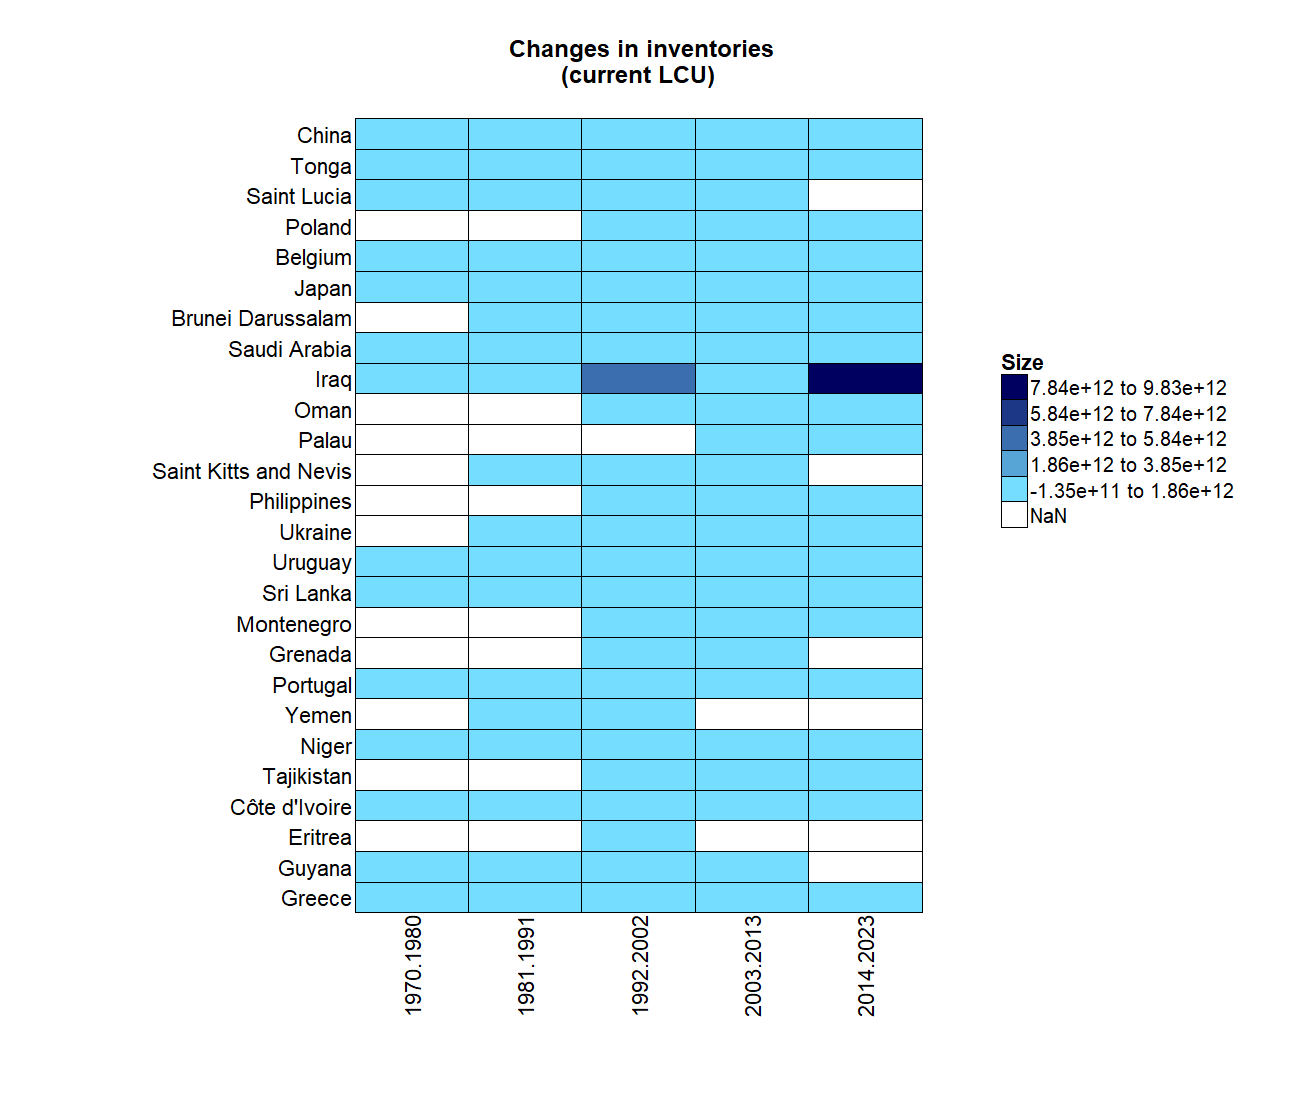 Changes in inventories
(current LCU)
China
Tonga
Saint Lucia
Poland
Belgium
Japan
Brunei Darussalam
Saudi Arabia
Iraq
Oman
Palau
Saint Kitts and Nevis
Philippines
Ukraine
Uruguay
Sri Lanka
Montenegro
Grenada
Portugal
Yemen
Niger
Tajikistan
Côte d'Ivoire
Eritrea
Guyana
Greece
1970.1980
1981.1991
1992.2002
2003.2013
2014.2023
Size
7.84e+12 to 9.83e+12
5.84e+12 to 7.84e+12
3.85e+12 to 5.84e+12
1.86e+12 to 3.85e+12
-1.35e+11 to 1.86e+12
NaN